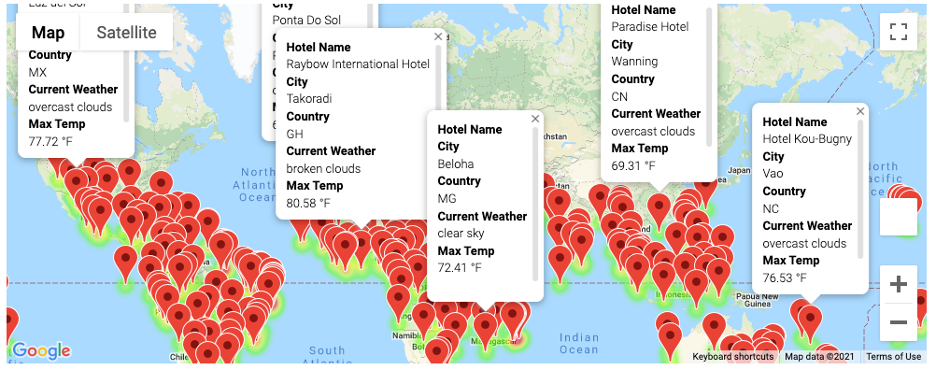 Luz del Sol
Map
Satellite
Country
MX
Current Weather
overcast clouds
Max Temp
77.72 °F
Ponta Do Sol
Hotel Name
Raybow International Hotel
City
Takoradi
Country
GH
Current Weather
broken clouds
Max Temp
80.58 °F
Hotel Name
City
Beloha
Country
MG
Current Weather
clear sky
Max Temp
72.41 °F
Hotel Name
Paradise Hotel
City
Wanning
Country
CN
Current Weather
overcast clouds
Max Temp
69.31 °F
Hotel Name
Hotel Kou-Bugny
City
Vao
Country
NC
Current Weather
overcast clouds
Max Temp
76.53 °F
Japan
Papua New
Guinea
Indian
Ocean
South
Atlantic
Google
Keyboard shortcuts
Map data ©2021
Terms of Use